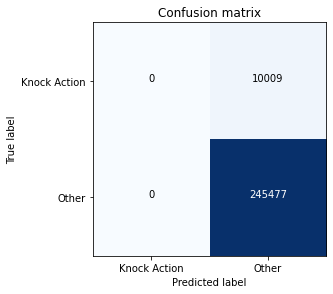 Confusion matrix
Knock Action
0
10009
True label
Other
0
245477
Knock Action
Other
Predicted label